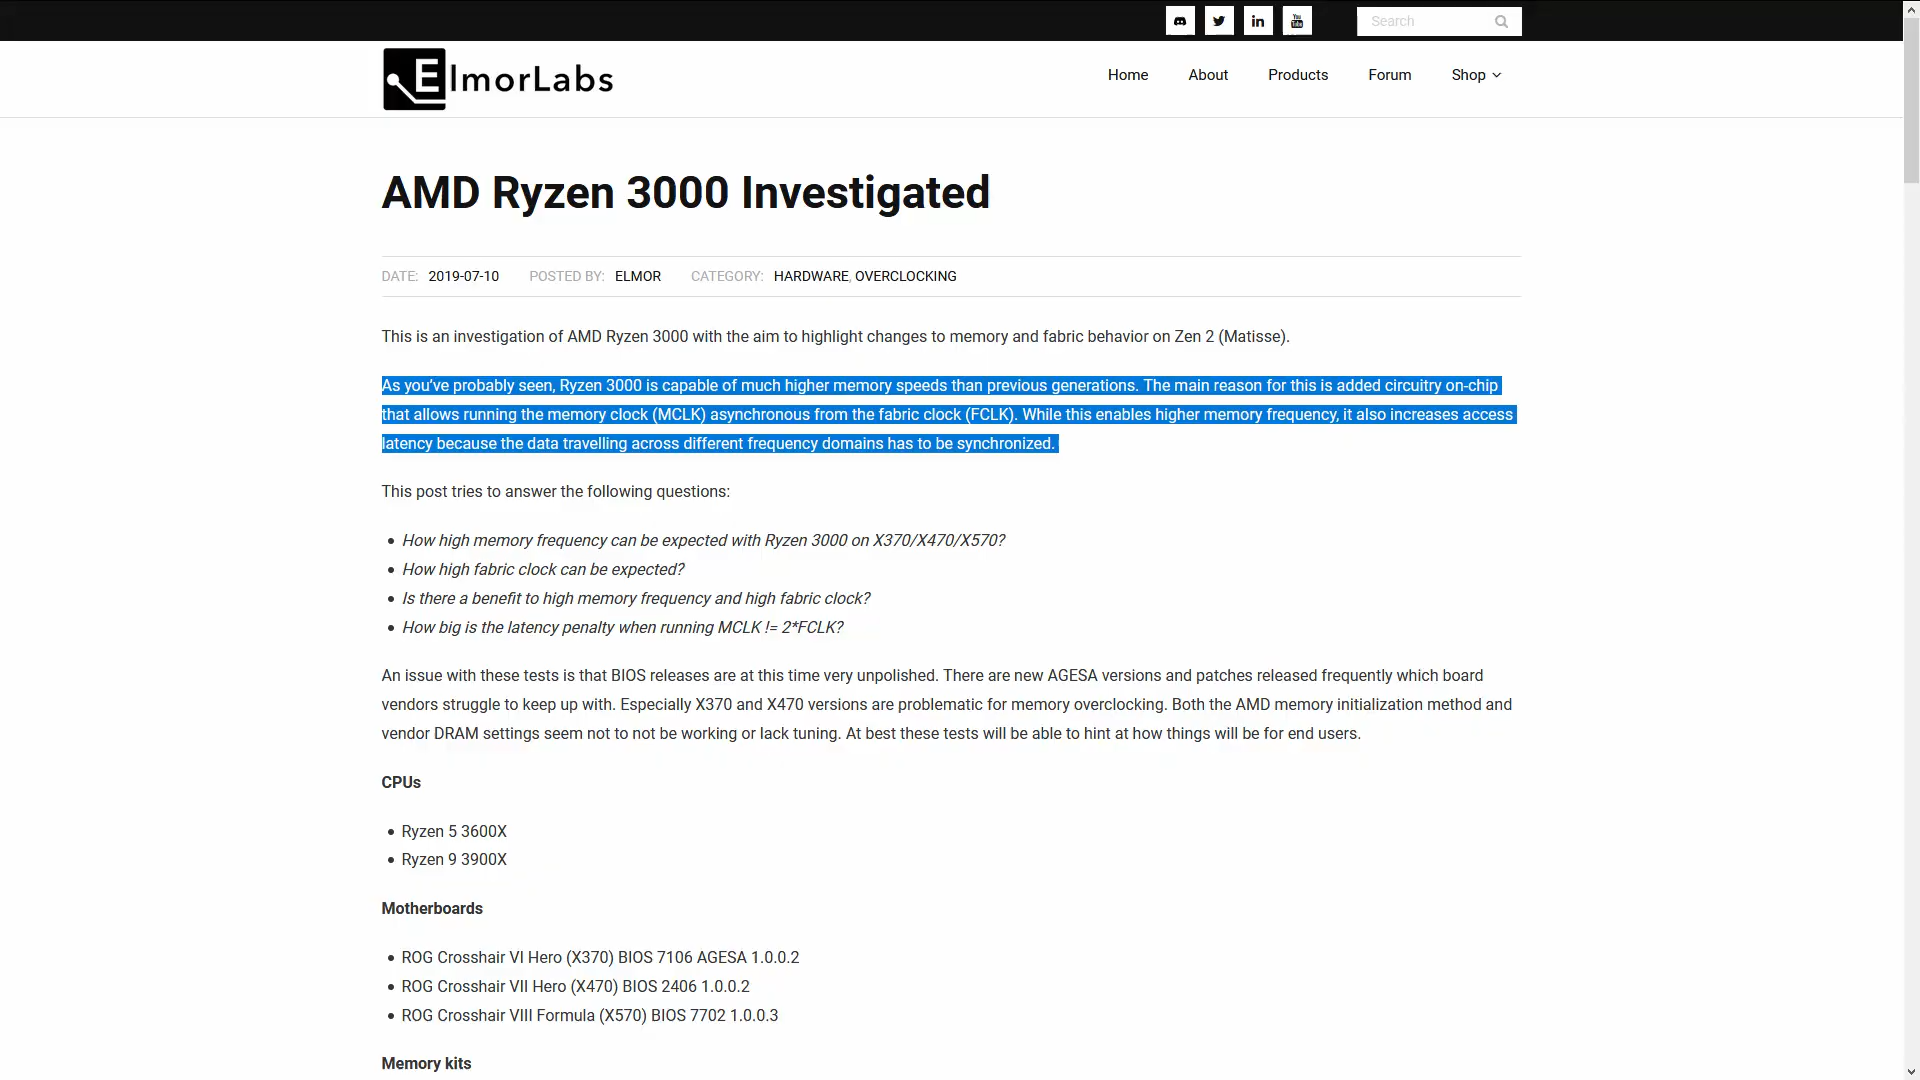 You Tube
Search
ElmorLabs
Home About Products Forum Shop
AMD Ryzen 3000 Investigated
DATE: 2019-07-10 POSTED BY: ELMOR CATEGORY: HARDWARE, OVERCLOCKING
This is an investigation of AMD Ryzen 3000 with the aim to highlight changes to memory and fabric behavior on Zen 2 (Matisse).
As you've probably seen, Ryzen 3000 is capable of much higher memory speeds than previous generations. The main reason for this is added circuitry on-chip
that allows running the memory clock (MCLK) asynchronous from the fabric clock (FCLK). While this enables higher memory frequency, it also increases access
latency because the data travelling across different frequency domains has to be synchronized.
This post tries to answer the following questions:
• How high memory frequency can be expected with Ryzen 3000 on X370/X470/X570?
• How high fabric clock can be expected?
• Is there a benefit to high memory frequency and high fabric clock?
• How big is the latency penalty when running MCLK != 2*FCLK?
An issue with these tests is that BIOS releases are at this time very unpolished. There are new AGESA versions and patches released frequently which board
vendors struggle to keep up with. Especially X370 and X470 versions are problematic for memory overclocking. Both the AMD memory initialization method and
vendor DRAM settings seem not to not be working or lack tuning. At best these tests will be able to hint at how things will be for end users.
CPUs
• Ryzen 5 3600X
• Ryzen 9 3900X
Motherboards
• ROG Crosshair VI Hero (X370) BIOS 7106 AGESA 1.0.0.2
• ROG Crosshair VII Hero (X470) BIOS 2406 1.0.0.2
• ROG Crosshair VIII Formula (X570) BIOS 7702 1.0.0.3
Memory kits